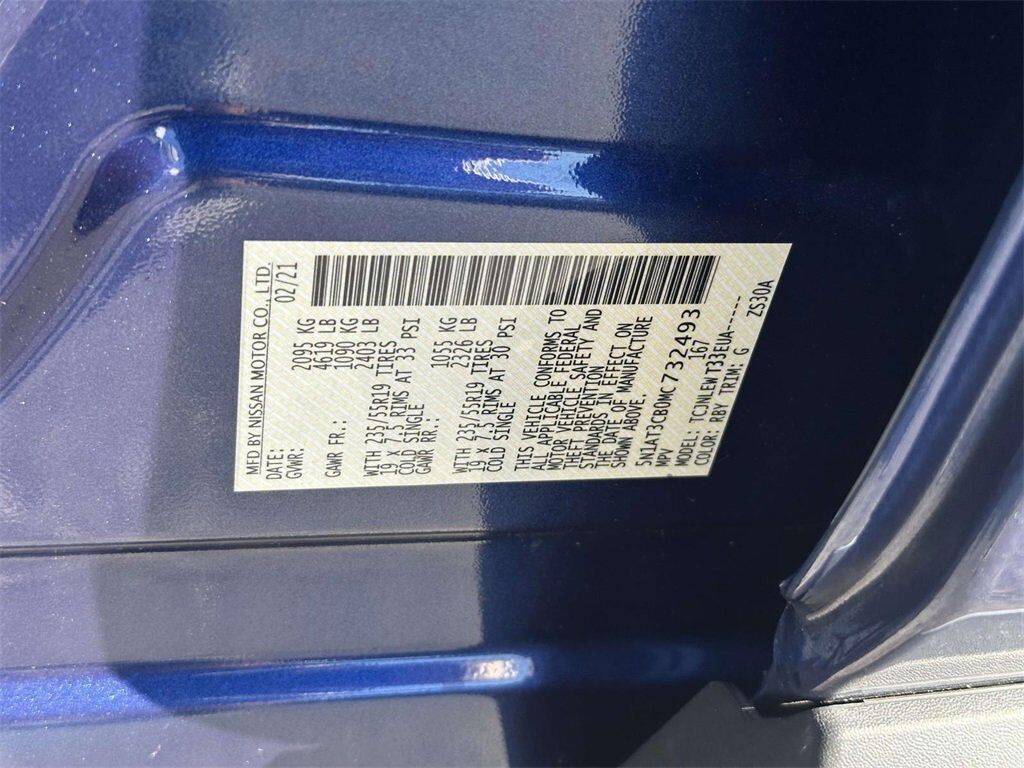 MFD BY NISSAN MOTOR CO., LTD.
DATE: 02/21
GVWR: 2095 KG
4619 LB
GAWR FR.: 1090 KG
2403 LB
WITH 235/55R19 TIRES
19 X 7.5 RIMS AT 33 PSI
COLD SINGLE
GAWR RR.: 1055 KG
2326 LB
WITH 235/55R19 TIRES
19 X 7.5 RIMS AT 30 PSI
COLD SINGLE
THIS VEHICLE CONFORMS TO
ALL APPLICABLE FEDERAL
MOTOR VEHICLE SAFETY AND
THEFT PREVENTION
STANDARDS IN EFFECT ON
THE DATE OF MANUFACTURE
SHOWN ABOVE.
5N1AT3CB0MC732493
MPV 167
MODEL: TCJNLEWT33EUA-----
COLOR: RBY TRIM: G ZS30A